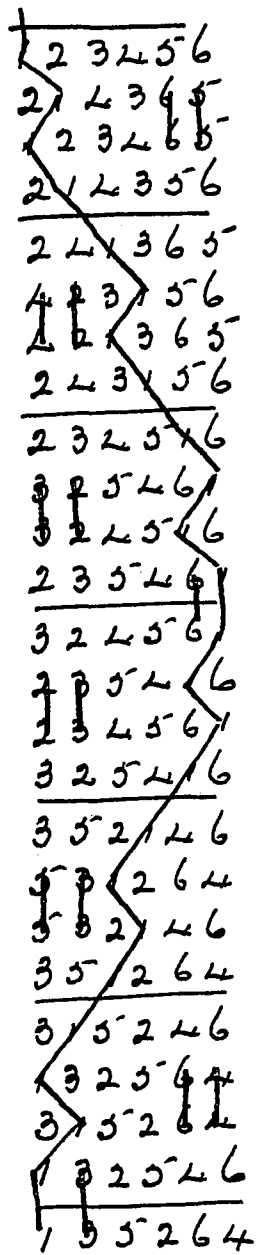 1 2 3 4 5 6
2 1 4 3 6 5
1 2 3 4 6 5
2 1 4 3 5 6
2 4 1 3 6 5
4 2 3 1 5 6
4 2 1 3 6 5
2 4 3 1 5 6
2 3 4 5 1 6
3 2 5 4 6 1
3 2 4 5 1 6
2 3 5 4 6 1
3 2 4 5 6 1
2 3 5 4 1 6
2 3 4 5 6 1
3 2 5 4 1 6
3 5 2 1 4 6
5 3 1 2 6 4
5 3 2 1 4 6
3 5 1 2 6 4
3 1 5 2 4 6
1 3 2 5 6 4
3 1 5 2 6 4
1 3 2 5 4 6
1 3 5 2 6 4